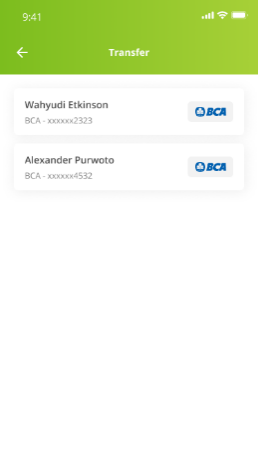 9:41
Transfer
Wahyudi Etkinson
BCA - xxxxxx2323
BCA
Alexander Purwoto
BCA - xxxxxx4532
BCA